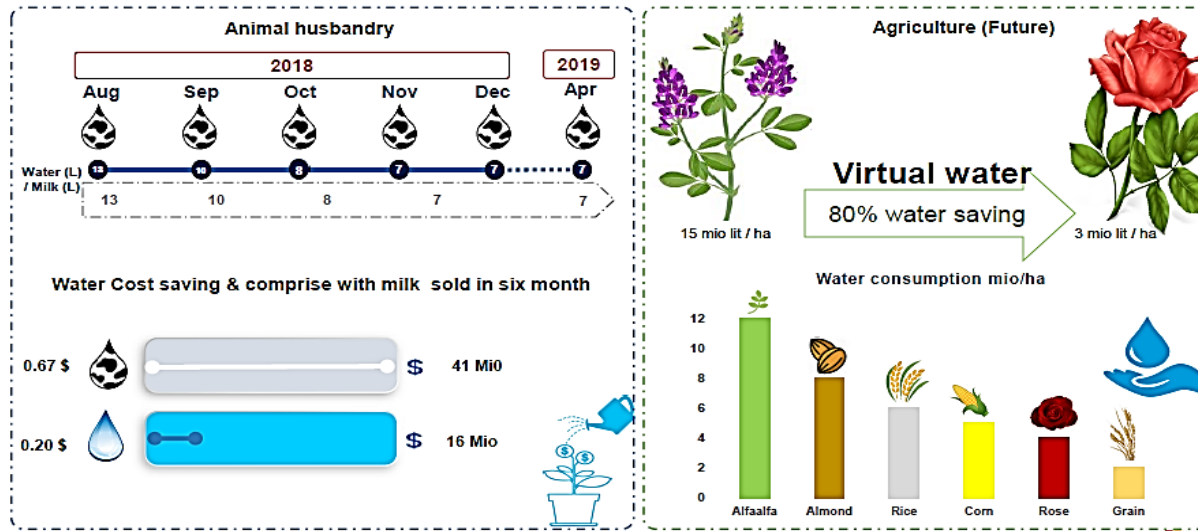 Animal husbandry
2018
2019
Aug Sep Oct Nov Dec Apr
Water (L)
/ Milk (L)
13 10 8 7 7 7
13 10 8 7 7
Water Cost saving & comprise with milk sold in six month
0.67 $ $ 41 Mi0
0.20 $ $ 16 Mio
$ $
Agriculture (Future)
Virtual water
80% water saving
15 mio lit / ha
3 mio lit / ha
Water consumption mio/ha
12
10
8
6
4
2
0
Alfaalfa Almond Rice Corn Rose Grain